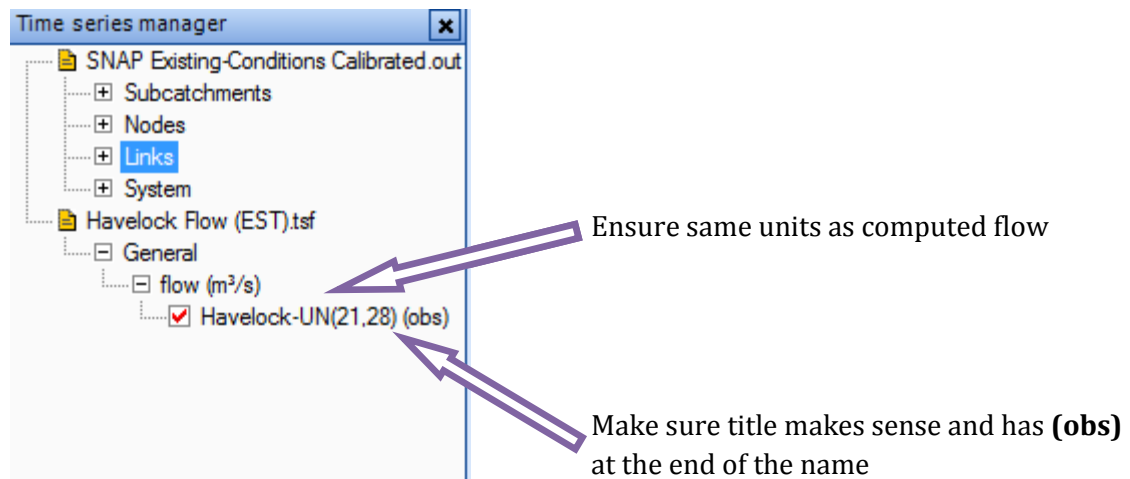 Time series manager
SNAP Existing-Conditions Calibrated.out
Subcatchments
Nodes
Links
System
Havelock Flow (EST).tsf
General
flow (m³/s)
Havelock-UN(21,28) (obs)
Ensure same units as computed flow
Make sure title makes sense and has (obs)
at the end of the name